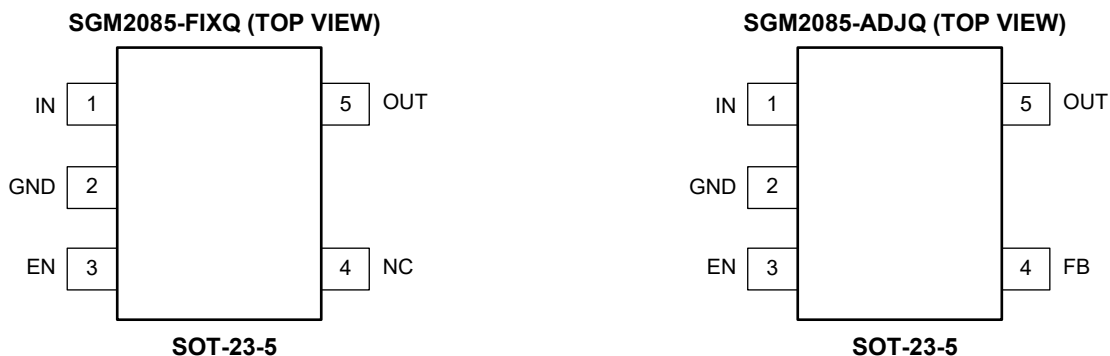 SGM2085-FIXQ (TOP VIEW)
IN 1 5 OUT
GND 2
EN 3 4 NC
SOT-23-5
SGM2085-ADJQ (TOP VIEW)
IN 1 5 OUT
GND 2
EN 3 4 FB
SOT-23-5